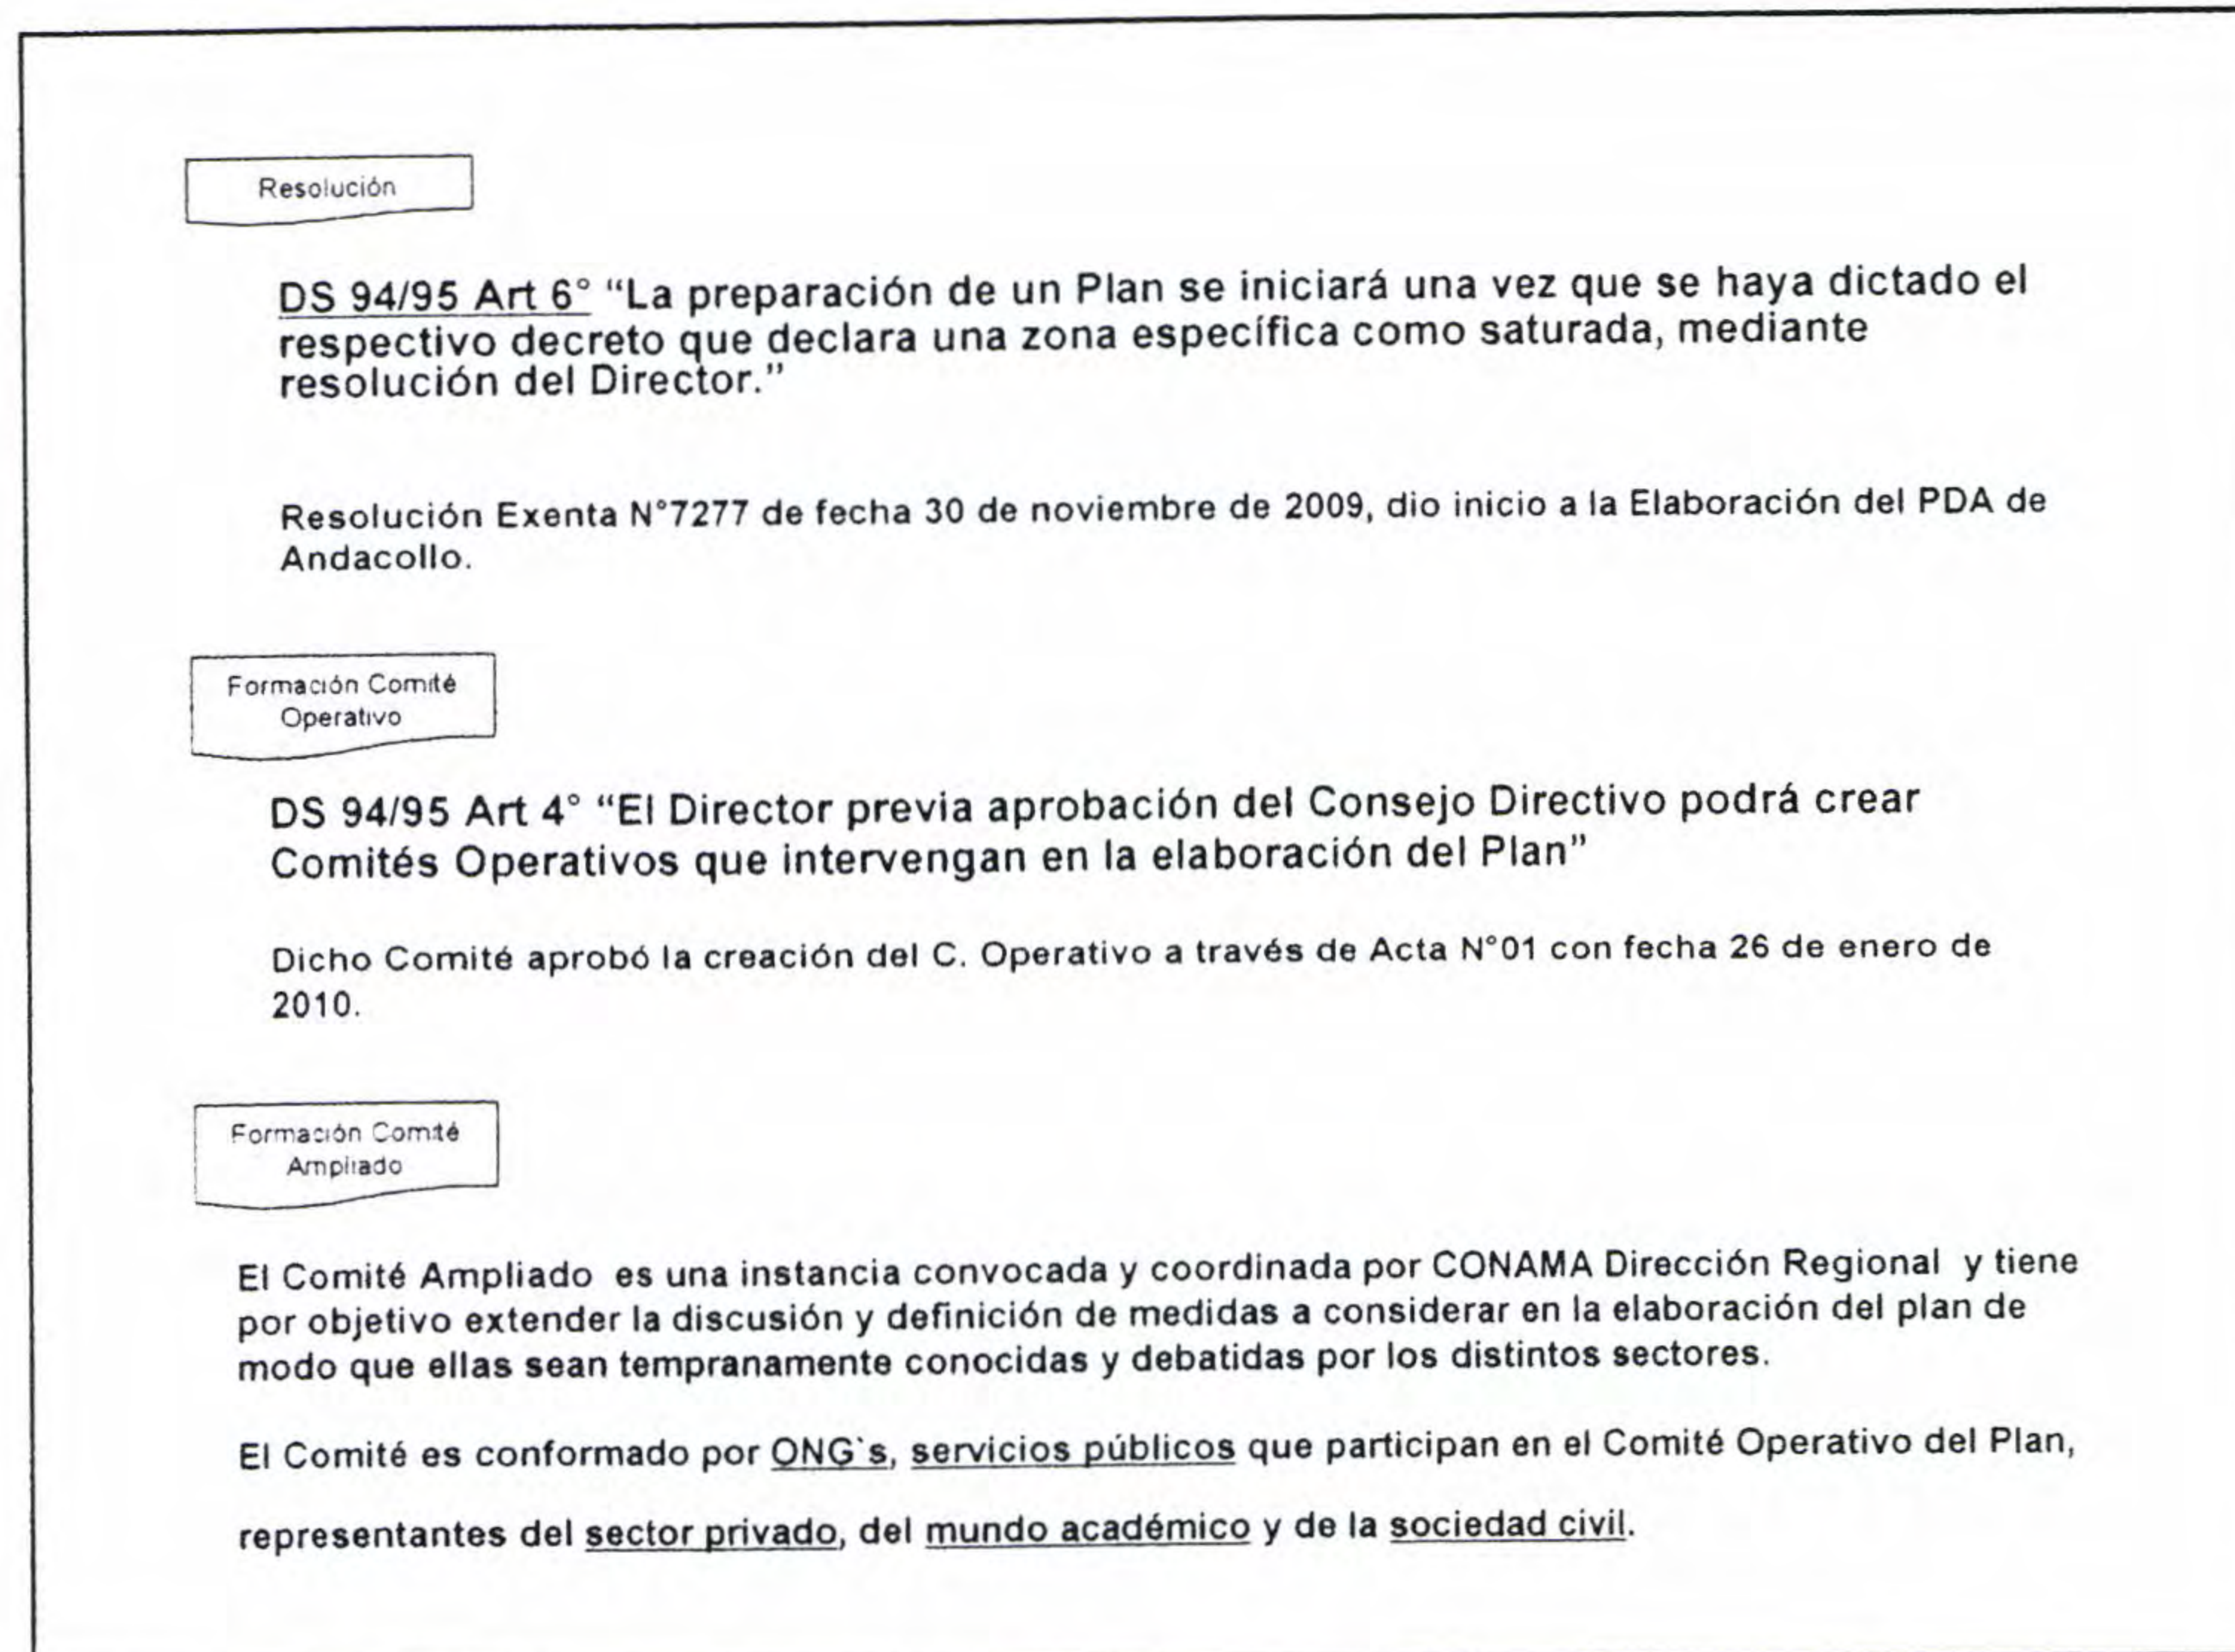 Resolución
DS 94/95 Art 6° “La preparación de un Plan se iniciará una vez que se haya dictado el
respectivo decreto que declara una zona específica como saturada, mediante
resolución del Director.”
Resolución Exenta N°7277 de fecha 30 de noviembre de 2009, dio inicio a la Elaboración del PDA de
Andacollo.
Formación Comité
Operativo
DS 94/95 Art 4° “El Director previa aprobación del Consejo Directivo podrá crear
Comités Operativos que intervengan en la elaboración del Plan”
Dicho Comité aprobó la creación del C. Operativo a través de Acta N°01 con fecha 26 de enero de
2010.
Formación Comité
Ampliado
El Comité Ampliado es una instancia convocada y coordinada por CONAMA Dirección Regional y tiene
por objetivo extender la discusión y definición de medidas a considerar en la elaboración del plan de
modo que ellas sean tempranamente conocidas y debatidas por los distintos sectores.
El Comité es conformado por ONG`s, servicios públicos que participan en el Comité Operativo del Plan,
representantes del sector privado, del mundo académico y de la sociedad civil.